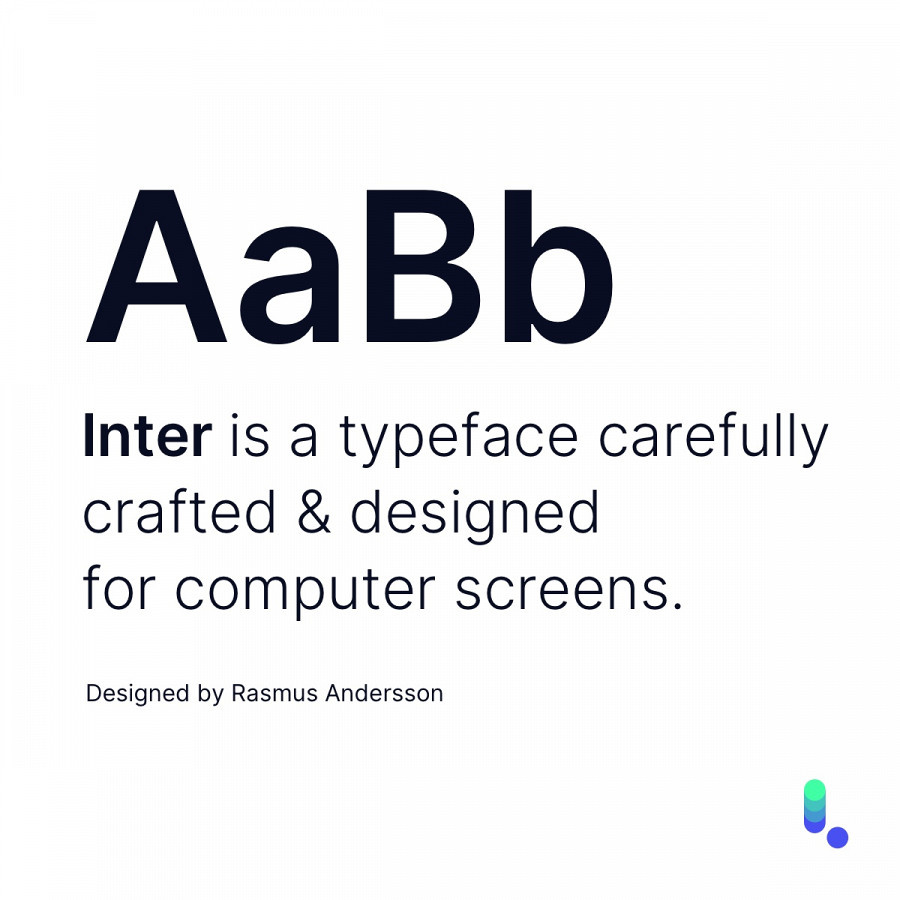 AaBb
Inter is a typeface carefully
crafted & designed
for computer screens.
Designed by Rasmus Andersson